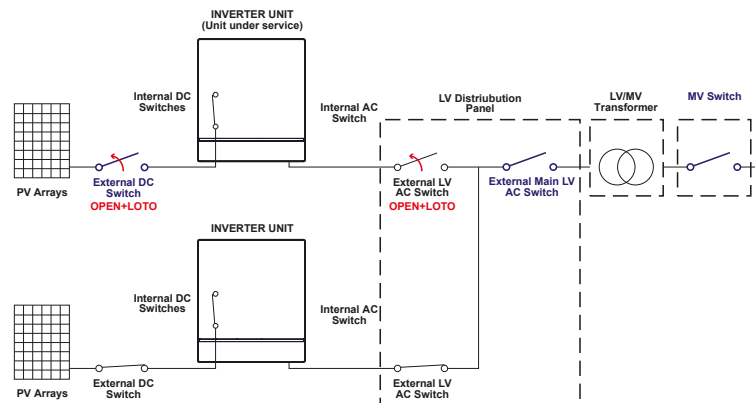 INVERTER UNIT
(Unit under service)
Internal DC
Switches
Internal AC
Switch
LV Distriubution
Panel
LV/MV
Transformer
MV Switch
PV Arrays
External DC
Switch
OPEN+LOTO
External LV
AC Switch
OPEN+LOTO
External Main LV
AC Switch
INVERTER UNIT
Internal DC
Switches
Internal AC
Switch
PV Arrays
External DC
Switch
External LV
AC Switch